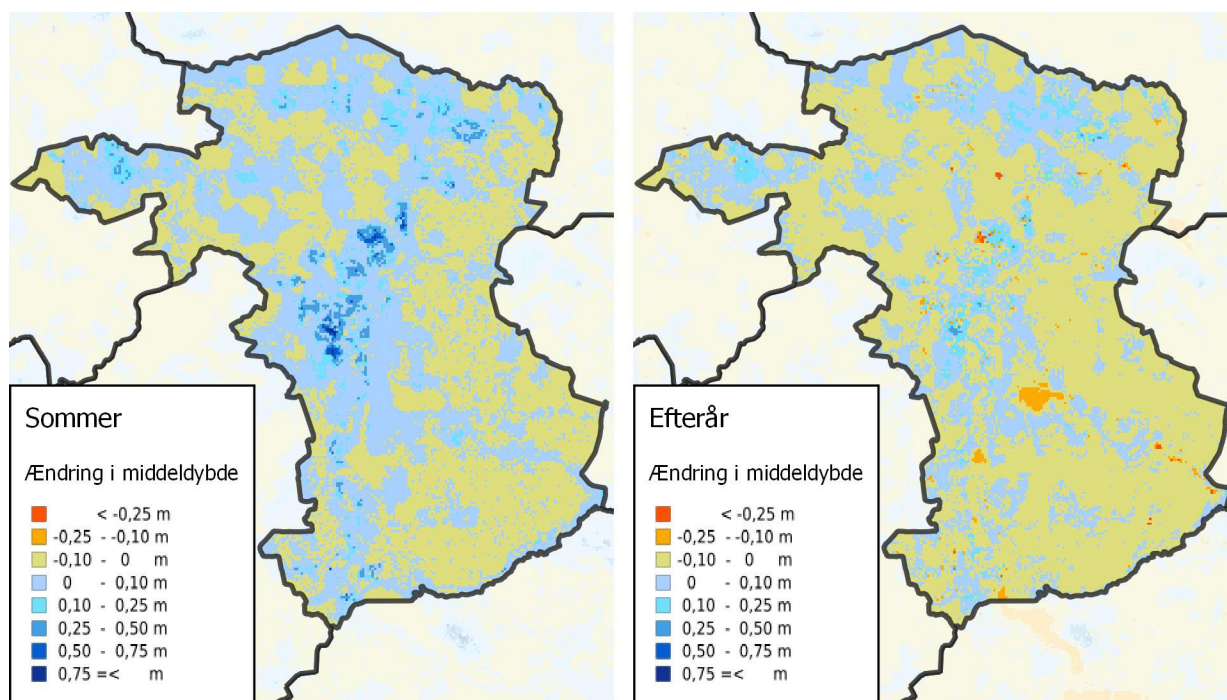 Sommer
Ændring i middeldybde
< -0,25 m
-0,25 - -0,10 m
-0,10 - 0 m
0 - 0,10 m
0,10 - 0,25 m
0,25 - 0,50 m
0,50 - 0,75 m
0,75 =< m
Efterår
Ændring i middeldybde
< -0,25 m
-0,25 - -0,10 m
-0,10 - 0 m
0 - 0,10 m
0,10 - 0,25 m
0,25 - 0,50 m
0,50 - 0,75 m
0,75 =< m